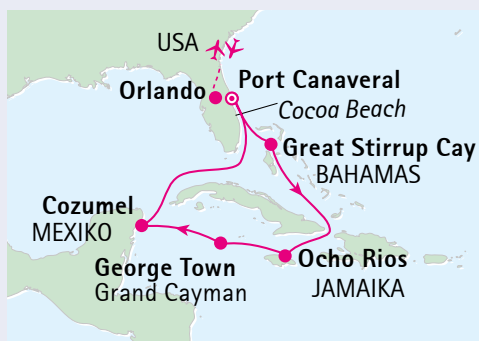 USA
Port Canaveral
Orlando
Cocoa Beach
Great Stirrup Cay
BAHAMAS
Cozumel
MEXIKO
George Town
Grand Cayman
Ocho Rios
JAMAIKA